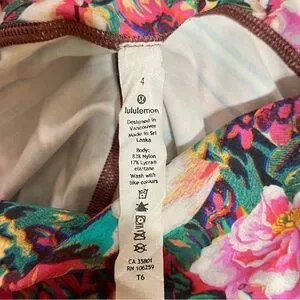 4
lululemon
Designed in
Vancouver
Made in Sri
Lanka
Body:
83% Nylon
17% Lycra®
elastane
Wash with
like colours
CA 35801
RN 106259
T6